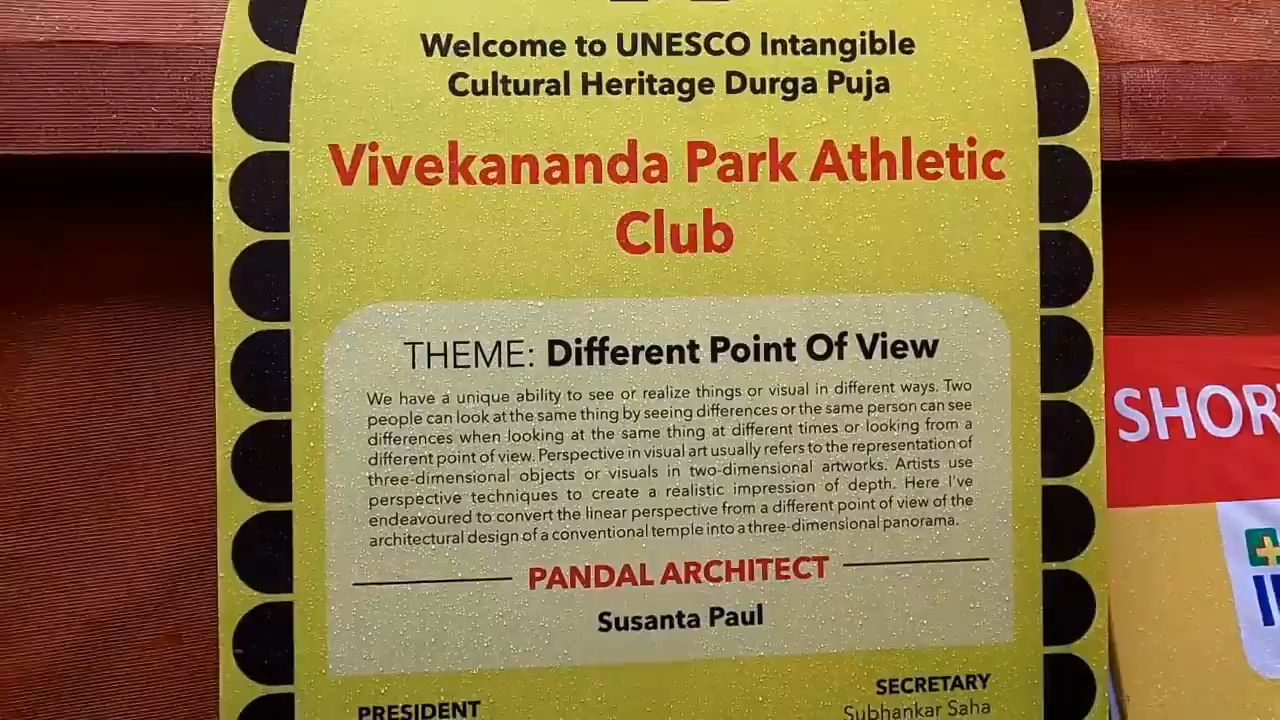 Welcome to UNESCO Intangible
Cultural Heritage Durga Puja
Vivekananda Park Athletic
Club
THEME: Different Point Of View
We have a unique ability to see or realize things or visual in different ways. Two
people can look at the same thing by seeing differences or the same person can see
differences when looking at the same thing at different times or looking from a
different point of view. Perspective in visual art usually refers to the representation of
three-dimensional objects or visuals in two-dimensional artworks. Artists use
perspective techniques to create a realistic impression of depth. Here I've
endeavoured to convert the linear perspective from a different point of view of the
architectural design of a conventional temple into a three-dimensional panorama.
PANDAL ARCHITECT
Susanta Paul
SECRETARY
Subhankar Saha
PRESIDENT
SHOR